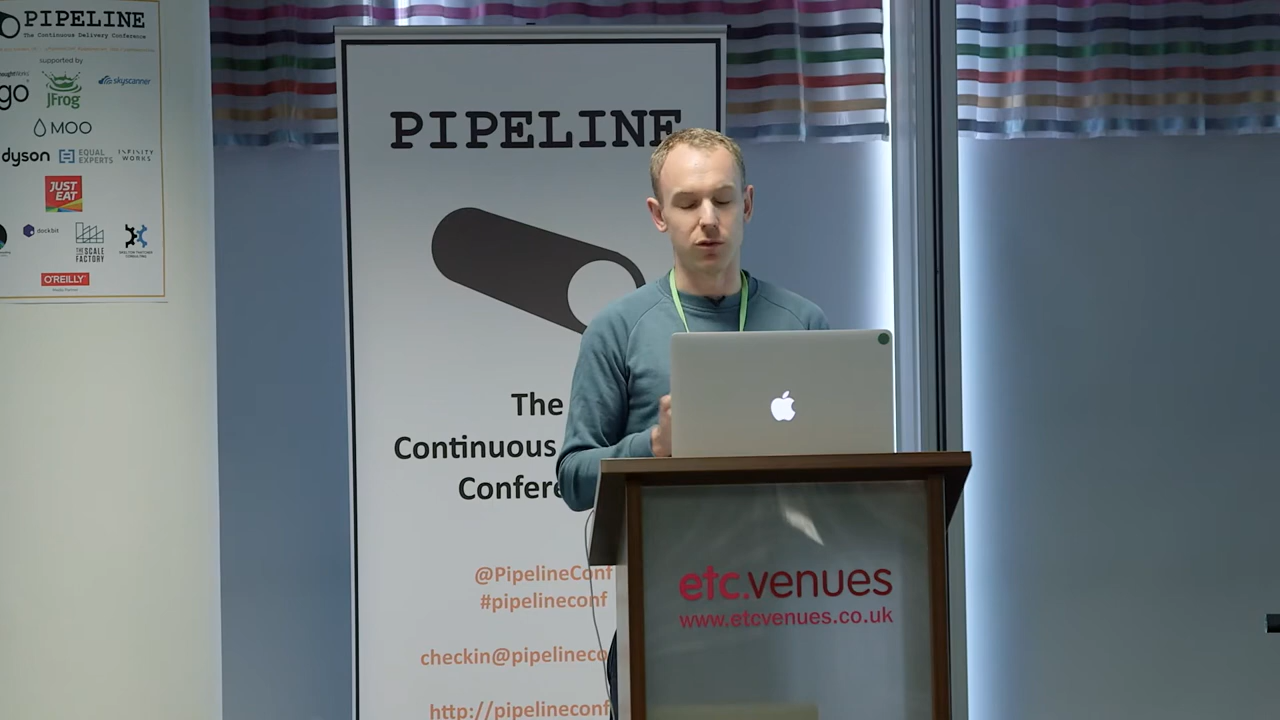 PIPELINE
The Continuous Delivery Conference
supported by
go
JFrog
skyscanner
MOO
dyson
EQUAL EXPERTS
INFINITY WORKS
JUST EAT
dockbit
THE SCALE FACTORY
O'REILLY
PIPELINE
The
Continuous
Confere
@PipelineConf
#pipelineconf
checkin@pipelineco
http://pipelineconf
etc.venues
www.etcvenues.co.uk